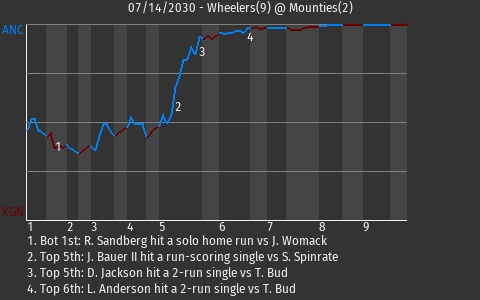 07/14/2030 - Wheelers(9) @ Mounties(2)
ANC
3
4
2
1
KGN
1 2 3 4 5 6 7 8 9
1. Bot 1st: R. Sandberg hit a solo home run vs J. Womack
2. Top 5th: J. Bauer II hit a run-scoring single vs S. Spinrate
3. Top 5th: D. Jackson hit a 2-run single vs T. Bud
4. Top 6th: L. Anderson hit a 2-run single vs T. Bud